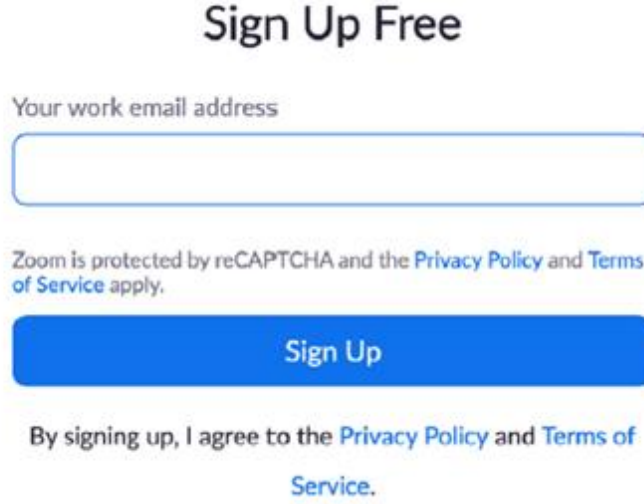 Sign Up Free
Your work email address
Zoom is protected by reCAPTCHA and the Privacy Policy and Terms
of Service apply.
Sign Up
By signing up, I agree to the Privacy Policy and Terms of
Service.